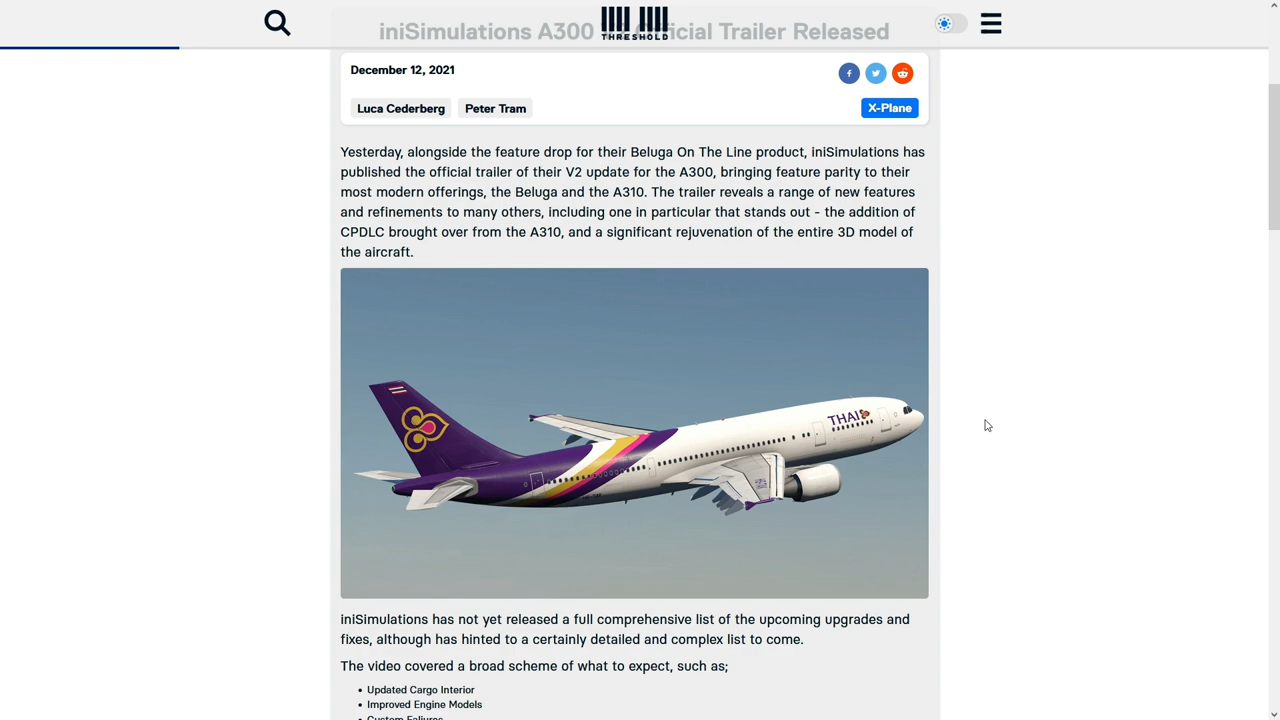 iniSimulations A300 Official Trailer Released
THRESHOLD
December 12, 2021
Luca Cederberg Peter Tram
X-Plane
Yesterday, alongside the feature drop for their Beluga On The Line product, iniSimulations has
published the official trailer of their V2 update for the A300, bringing feature parity to their
most modern offerings, the Beluga and the A310. The trailer reveals a range of new features
and refinements to many others, including one in particular that stands out - the addition of
CPDLC brought over from the A310, and a significant rejuvenation of the entire 3D model of
the aircraft.
THAI
iniSimulations has not yet released a full comprehensive list of the upcoming upgrades and
fixes, although has hinted to a certainly detailed and complex list to come.
The video covered a broad scheme of what to expect, such as;
• Updated Cargo Interior
• Improved Engine Models
• Custom Faliures